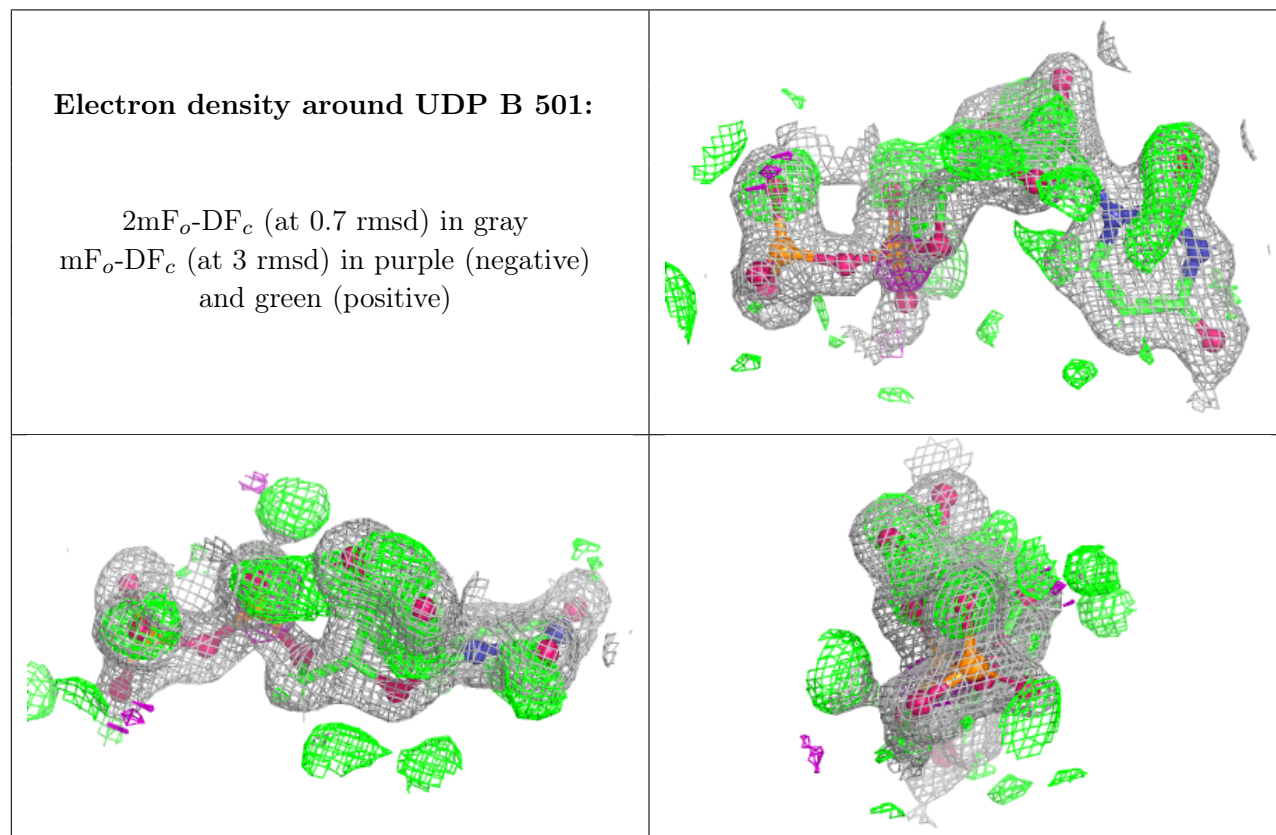 Electron density around UDP B 501:
2mFo-DFc (at 0.7 rmsd) in gray
mFo-DFc (at 3 rmsd) in purple (negative)
and green (positive)